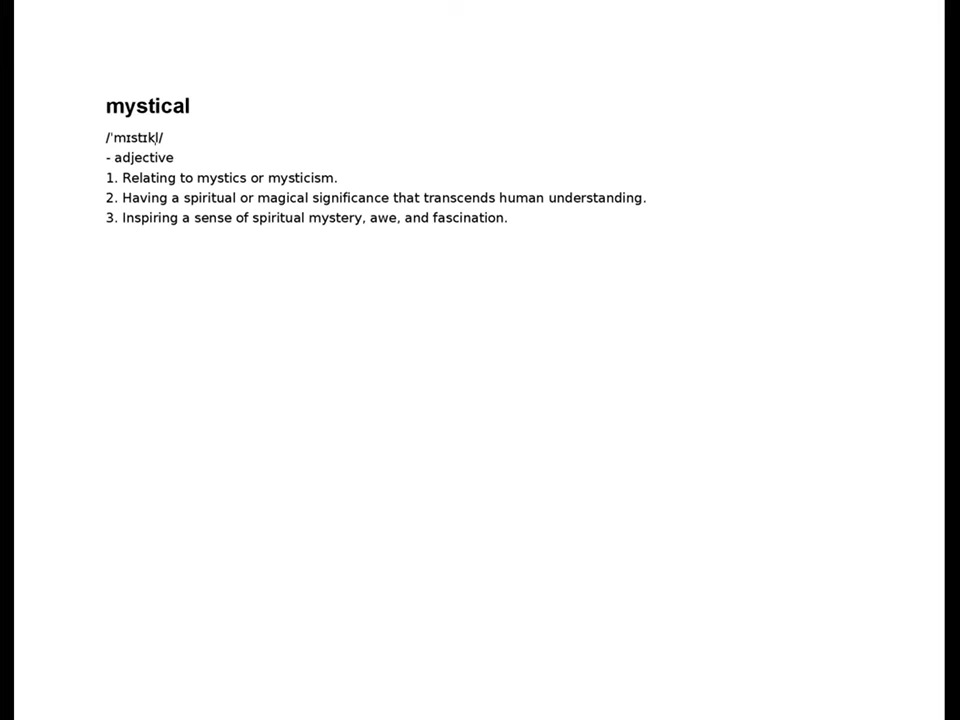 mystical
/ˈmɪstɪkl̩/
- adjective
1. Relating to mystics or mysticism.
2. Having a spiritual or magical significance that transcends human understanding.
3. Inspiring a sense of spiritual mystery, awe, and fascination.